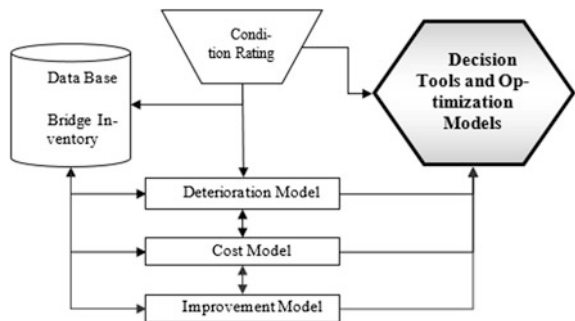 Condi-
tion Rating
Data Base
Bridge In-
ventory
Decision
Tools and Op-
timization
Models
Deterioration Model
Cost Model
Improvement Model